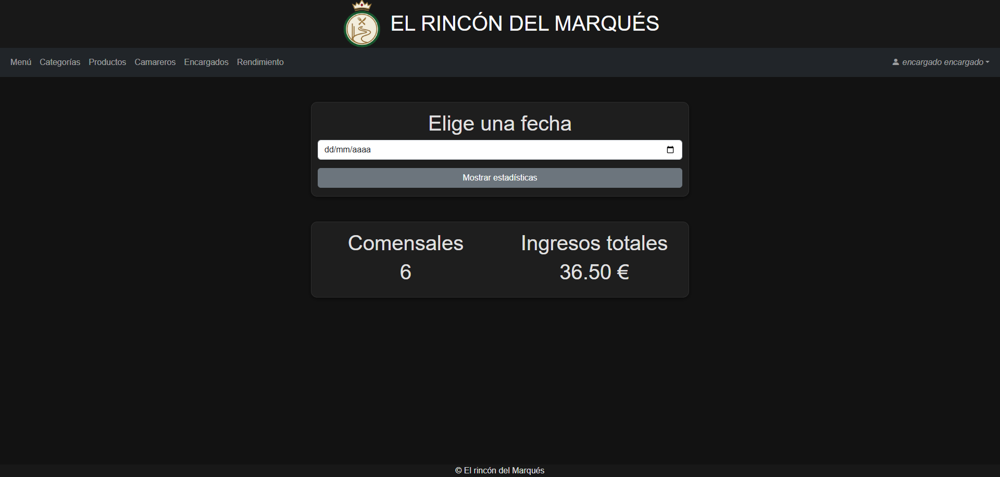 EL RINCÓN DEL MARQUÉS
Menú Categorías Productos Camareros Encargados Rendimiento encargado encargado
Elige una fecha
dd/mm/aaaa
Mostrar estadísticas
Comensales Ingresos totales
6 36.50 €
© El rincón del Marqués